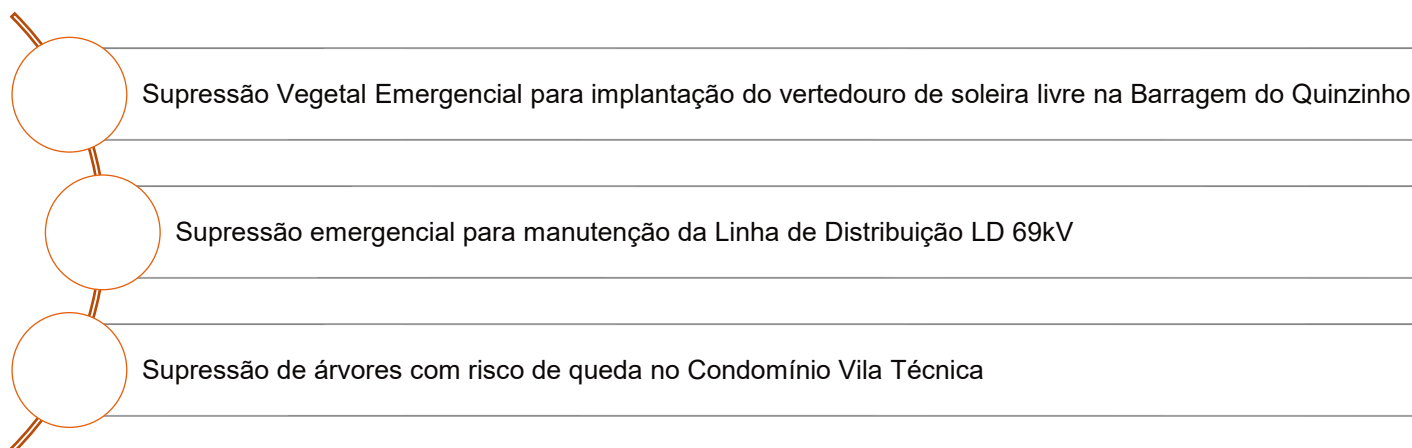 Supressão Vegetal Emergencial para implantação do vertedouro de soleira livre na Barragem do Quinzinho
Supressão emergencial para manutenção da Linha de Distribuição LD 69kV
Supressão de árvores com risco de queda no Condomínio Vila Técnica